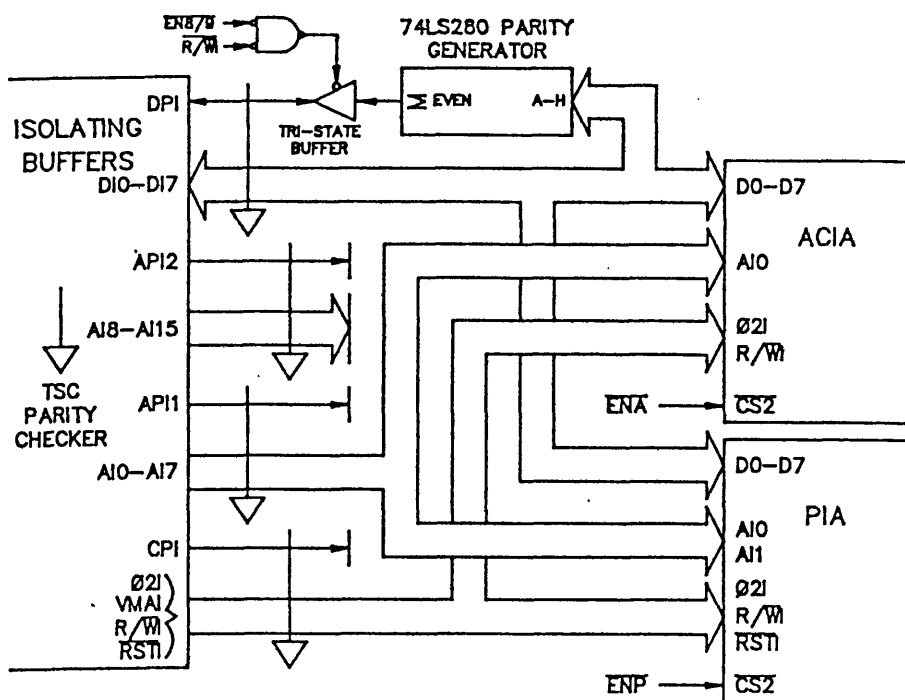 EN8/9
R/WI
74LS280 PARITY
GENERATOR
Σ EVEN
A-H
TRI-STATE
BUFFER
ISOLATING
BUFFERS
DPI
DI0-DI7
API2
AI8-AI15
API1
AI0-AI7
CPI
Ø2I
VMAI
R/WI
RSTI
TSC
PARITY
CHECKER
ACIA
D0-D7
AI0
Ø2I
R/WI
ENA
CS2
PIA
D0-D7
AI0
AI1
Ø2I
R/WI
RSTI
ENP
CS2